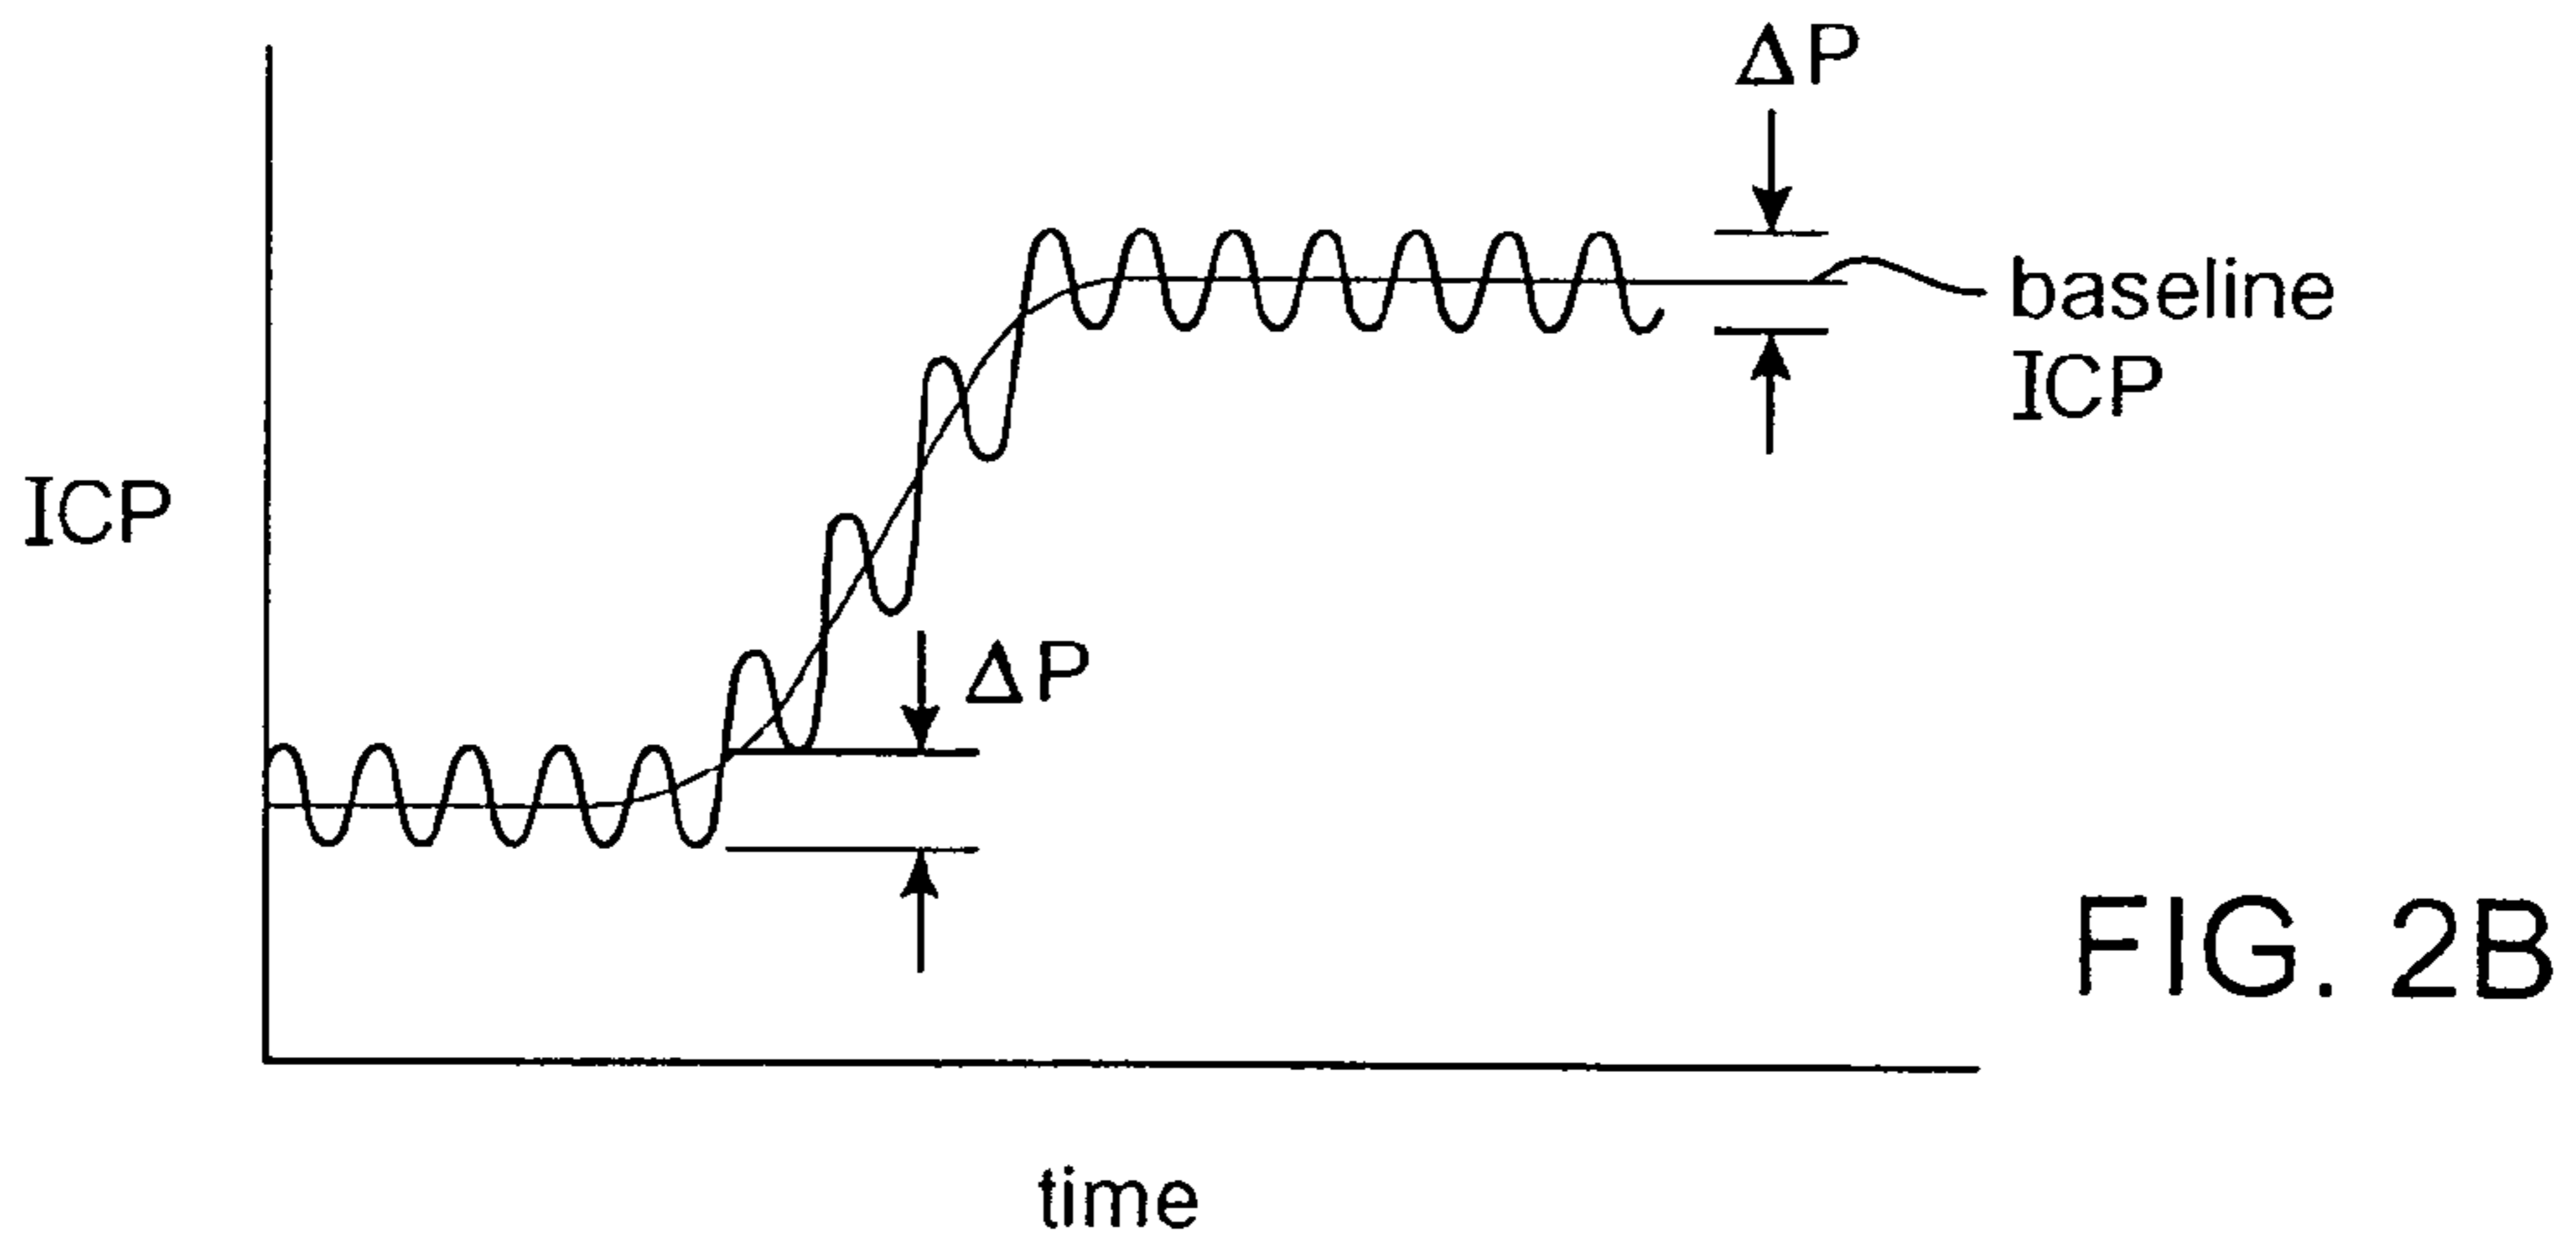 ΔP
baseline
ICP
ICP
ΔP
FIG. 2B
time